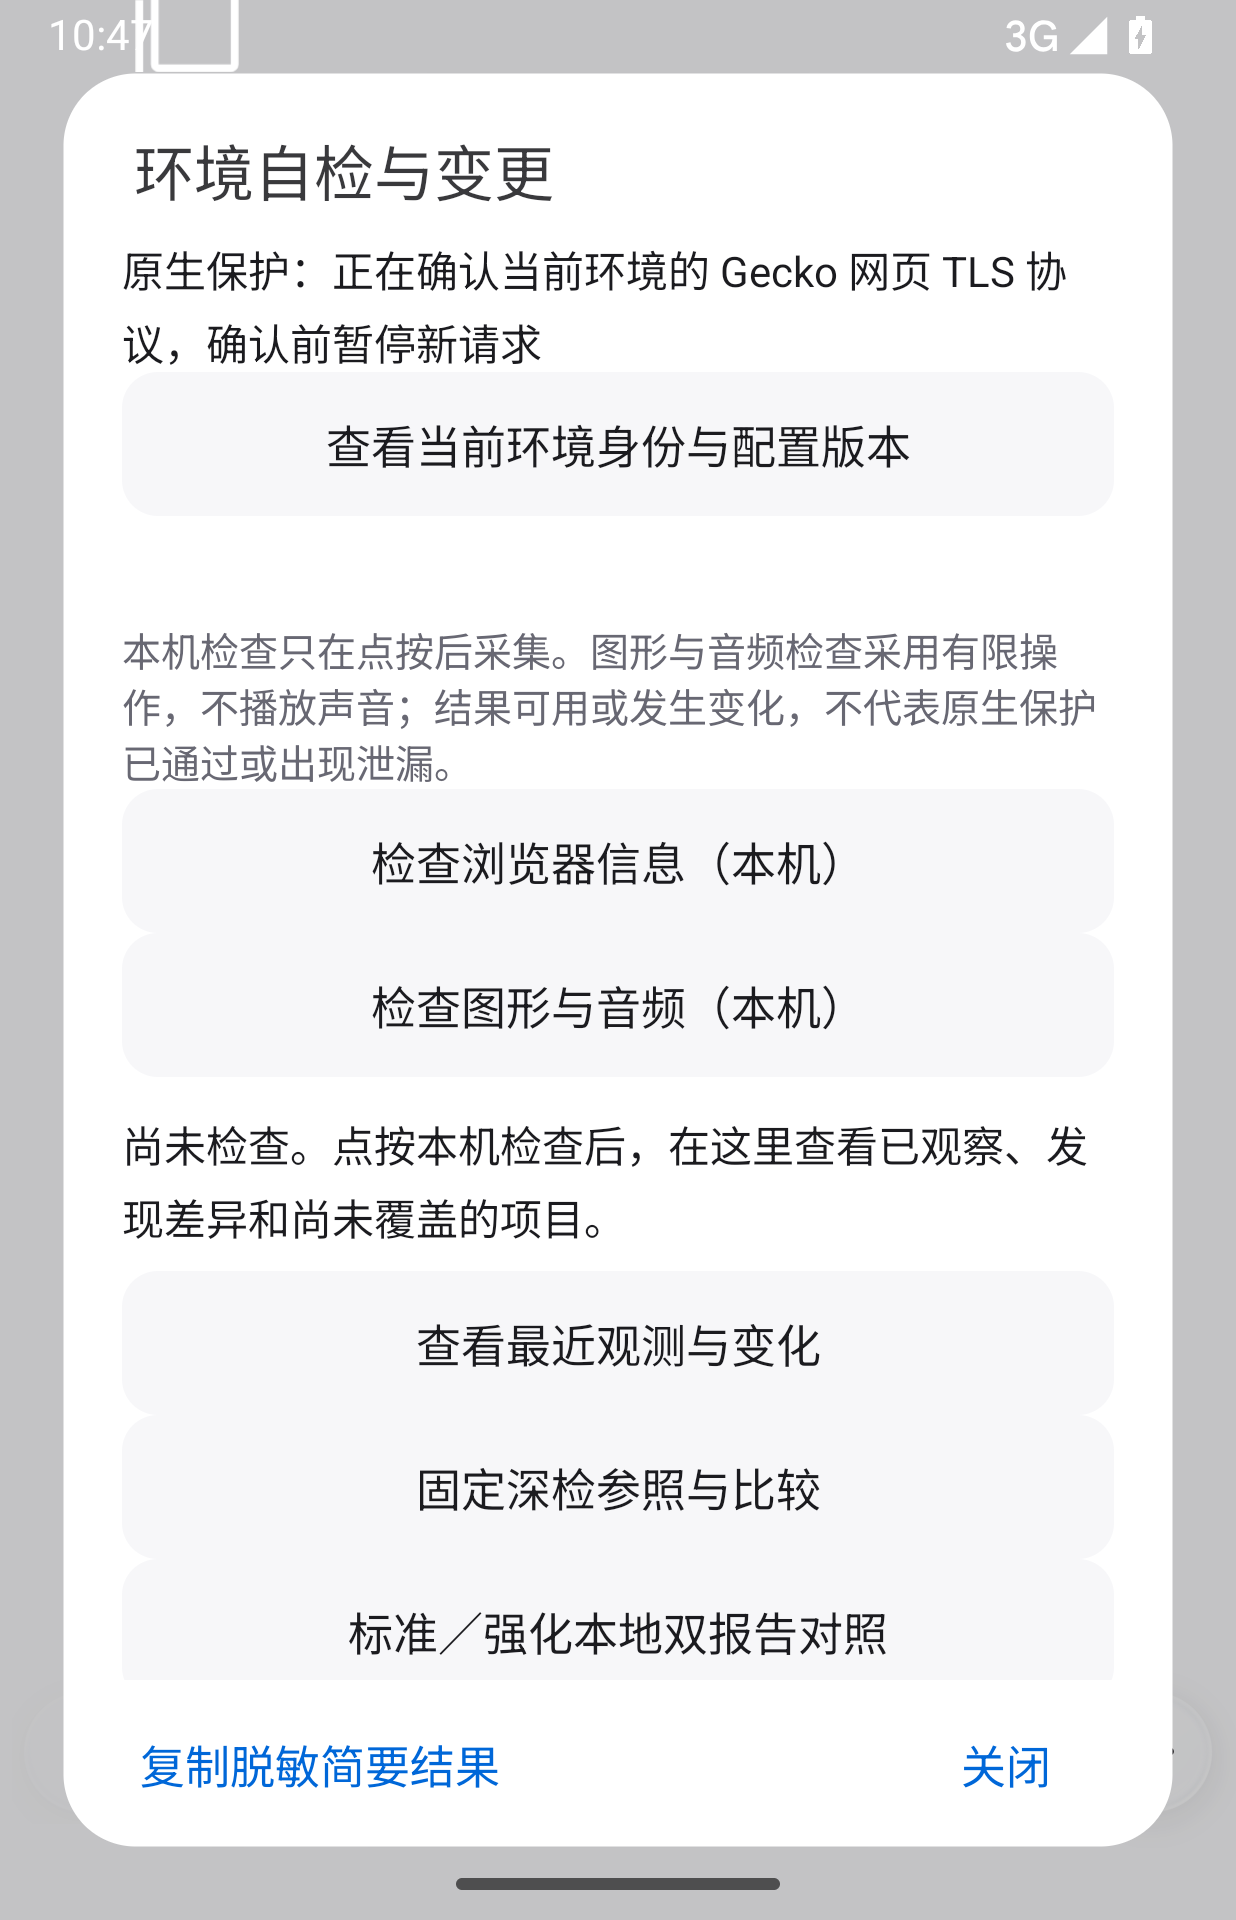 10:47
3G
环境自检与变更
原生保护：正在确认当前环境的 Gecko 网页 TLS 协
议，确认前暂停新请求
查看当前环境身份与配置版本
本机检查只在点按后采集。图形与音频检查采用有限操
作，不播放声音；结果可用或发生变化，不代表原生保护
已通过或出现泄漏。
检查浏览器信息（本机）
检查图形与音频（本机）
尚未检查。点按本机检查后，在这里查看已观察、发
现差异和尚未覆盖的项目。
查看最近观测与变化
固定深检参照与比较
标准／强化本地双报告对照
复制脱敏简要结果
关闭